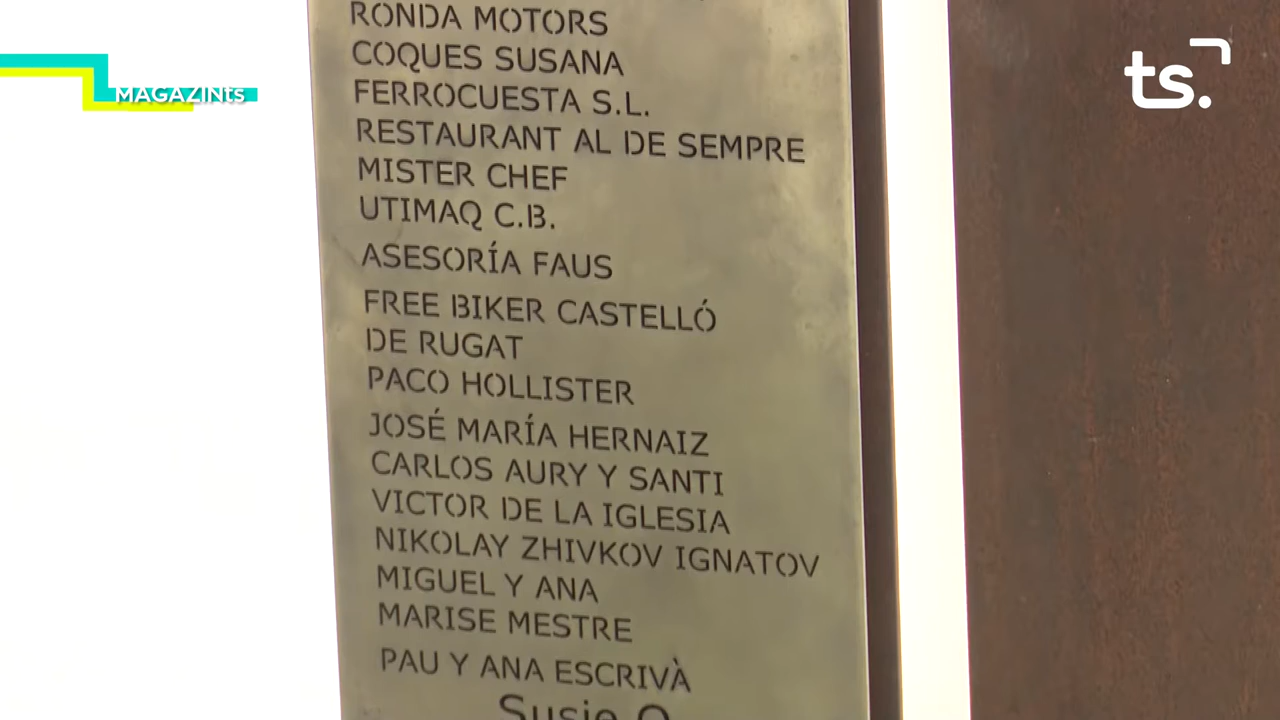 MAGAZINts
ts.
RONDA MOTORS
COQUES SUSANA
FERROCUESTA S.L.
RESTAURANT AL DE SEMPRE
MISTER CHEF
UTIMAQ C.B.
ASESORÍA FAUS
FREE BIKER CASTELLÓ
DE RUGAT
PACO HOLLISTER
JOSÉ MARÍA HERNAIZ
CARLOS AURY Y SANTI
VICTOR DE LA IGLESIA
NIKOLAY ZHIVKOV IGNATOV
MIGUEL Y ANA
MARISE MESTRE
PAU Y ANA ESCRIVÀ
Susie Q